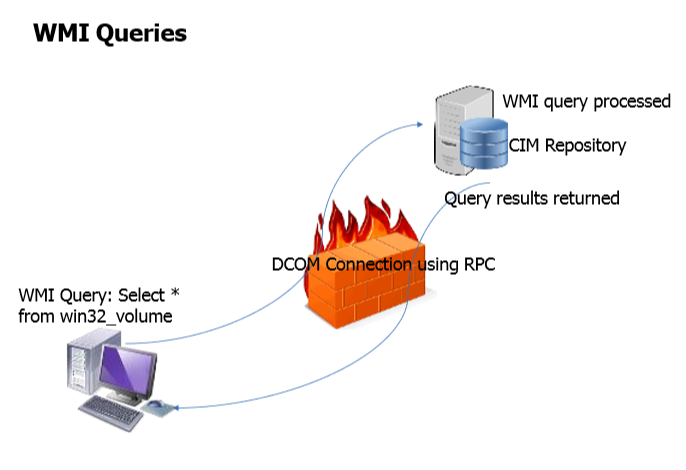 WMI Queries
WMI query processed
CIM Repository
Query results returned
DCOM Connection using RPC
WMI Query: Select *
from win32_volume